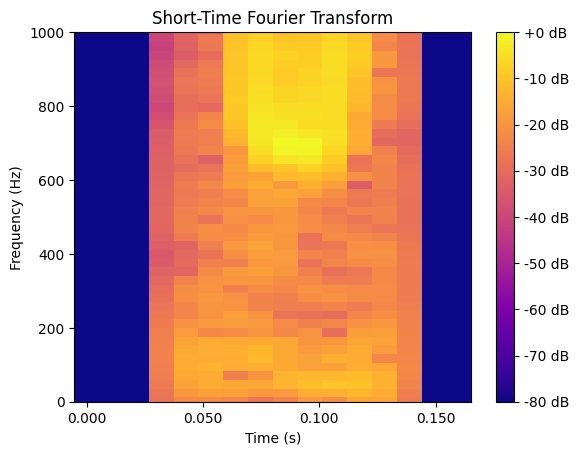 Short-Time Fourier Transform
1000
800
600
400
200
0
Frequency (Hz)
0.000
0.050
0.100
0.150
Time (s)
+0 dB
-10 dB
-20 dB
-30 dB
-40 dB
-50 dB
-60 dB
-70 dB
-80 dB